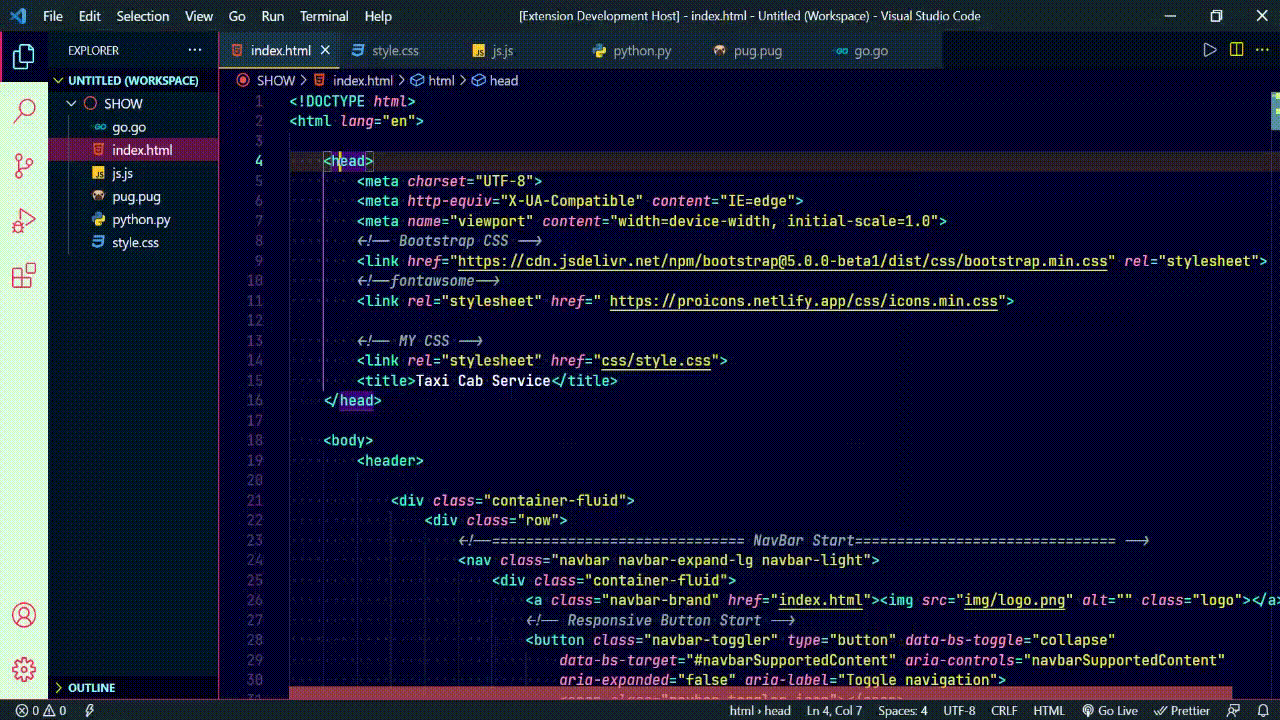 File Edit Selection View Go Run Terminal Help [Extension Development Host] - index.html - Untitled (Workspace) - Visual Studio Code
EXPLORER
index.html style.css js.js python.py pug.pug go.go
UNTITLED (WORKSPACE)
SHOW
go.go
index.html
js.js
pug.pug
python.py
style.css
OUTLINE
SHOW > index.html > html > head
1 <!DOCTYPE html>
2 <html lang="en">
3
4 <head>
5 <meta charset="UTF-8">
6 <meta http-equiv="X-UA-Compatible" content="IE=edge">
7 <meta name="viewport" content="width=device-width, initial-scale=1.0">
8 <!-- Bootstrap CSS -->
9 <link href="https://cdn.jsdelivr.net/npm/bootstrap@5.0.0-beta1/dist/css/bootstrap.min.css" rel="stylesheet">
10 <!--fontawsome-->
11 <link rel="stylesheet" href=" https://proicons.netlify.app/css/icons.min.css">
12
13 <!-- MY CSS -->
14 <link rel="stylesheet" href="css/style.css">
15 <title>Taxi Cab Service</title>
16 </head>
17
18 <body>
19 <header>
20
21 <div class="container-fluid">
22 <div class="row">
23 <!--============================== NavBar Start=============================== -->
24 <nav class="navbar navbar-expand-lg navbar-light">
25 <div class="container-fluid">
26 <a class="navbar-brand" href="index.html"><img src="img/logo.png" alt="" class="logo"></a>
27 <!-- Responsive Button Start -->
28 <button class="navbar-toggler" type="button" data-bs-toggle="collapse"
29 data-bs-target="#navbarSupportedContent" aria-controls="navbarSupportedContent"
30 aria-expanded="false" aria-label="Toggle navigation">
0 0 html > head Ln 4, Col 7 Spaces: 4 UTF-8 CRLF HTML Go Live Prettier